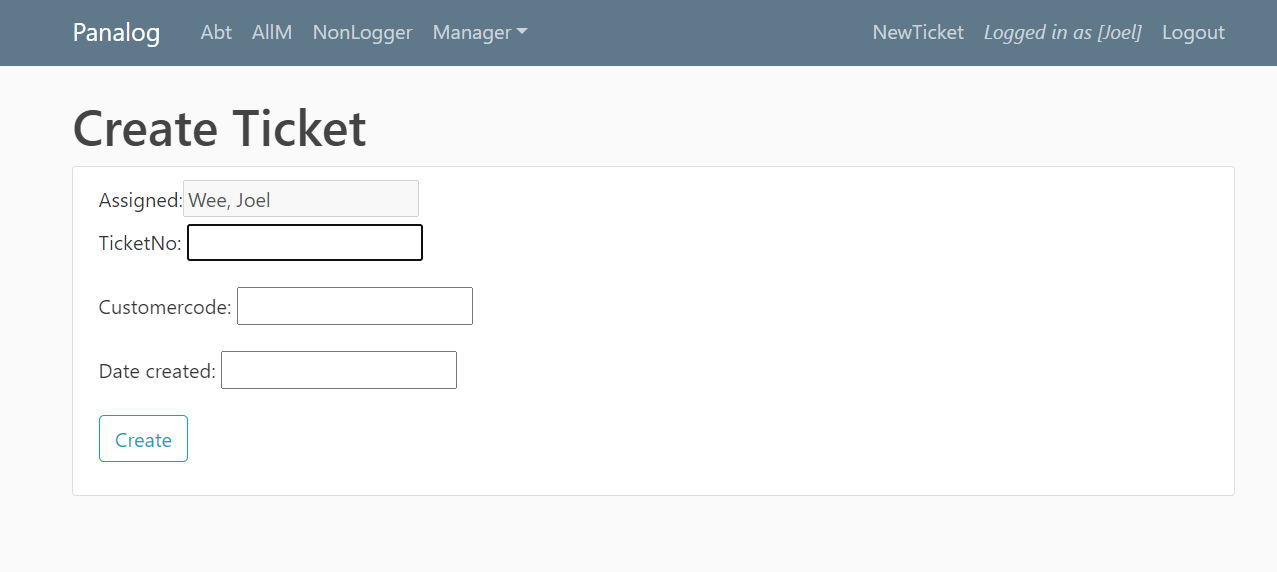 Panalog Abt AllM NonLogger Manager NewTicket Logged in as [Joel] Logout
Create Ticket
Assigned: Wee, Joel
TicketNo:
Customercode:
Date created:
Create